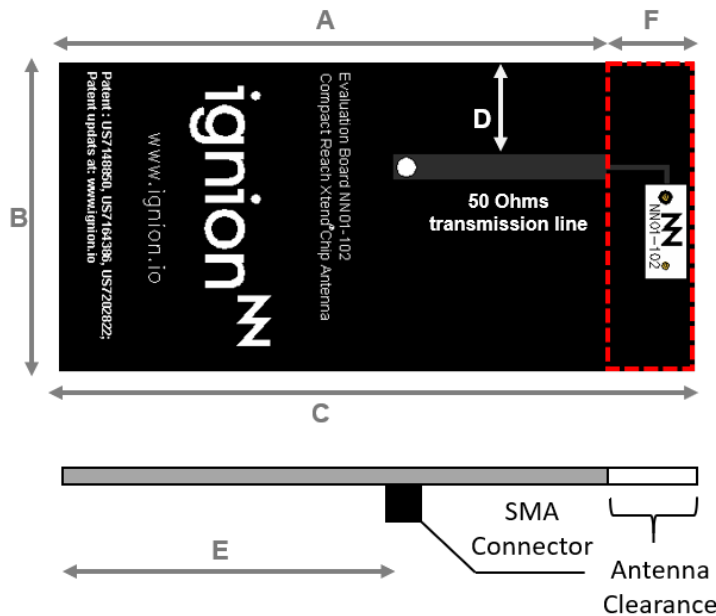 A
F
B
D
Patent : US7148850, US7164386, US7202822;
Patent updats at: www.ignion.io
www.ignion.io
ignion
Evaluation Board NN01-102
Compact Reach Xtend Chip Antenna
50 Ohms
transmission line
NN
NN01-102
C
E
SMA
Connector
Antenna
Clearance